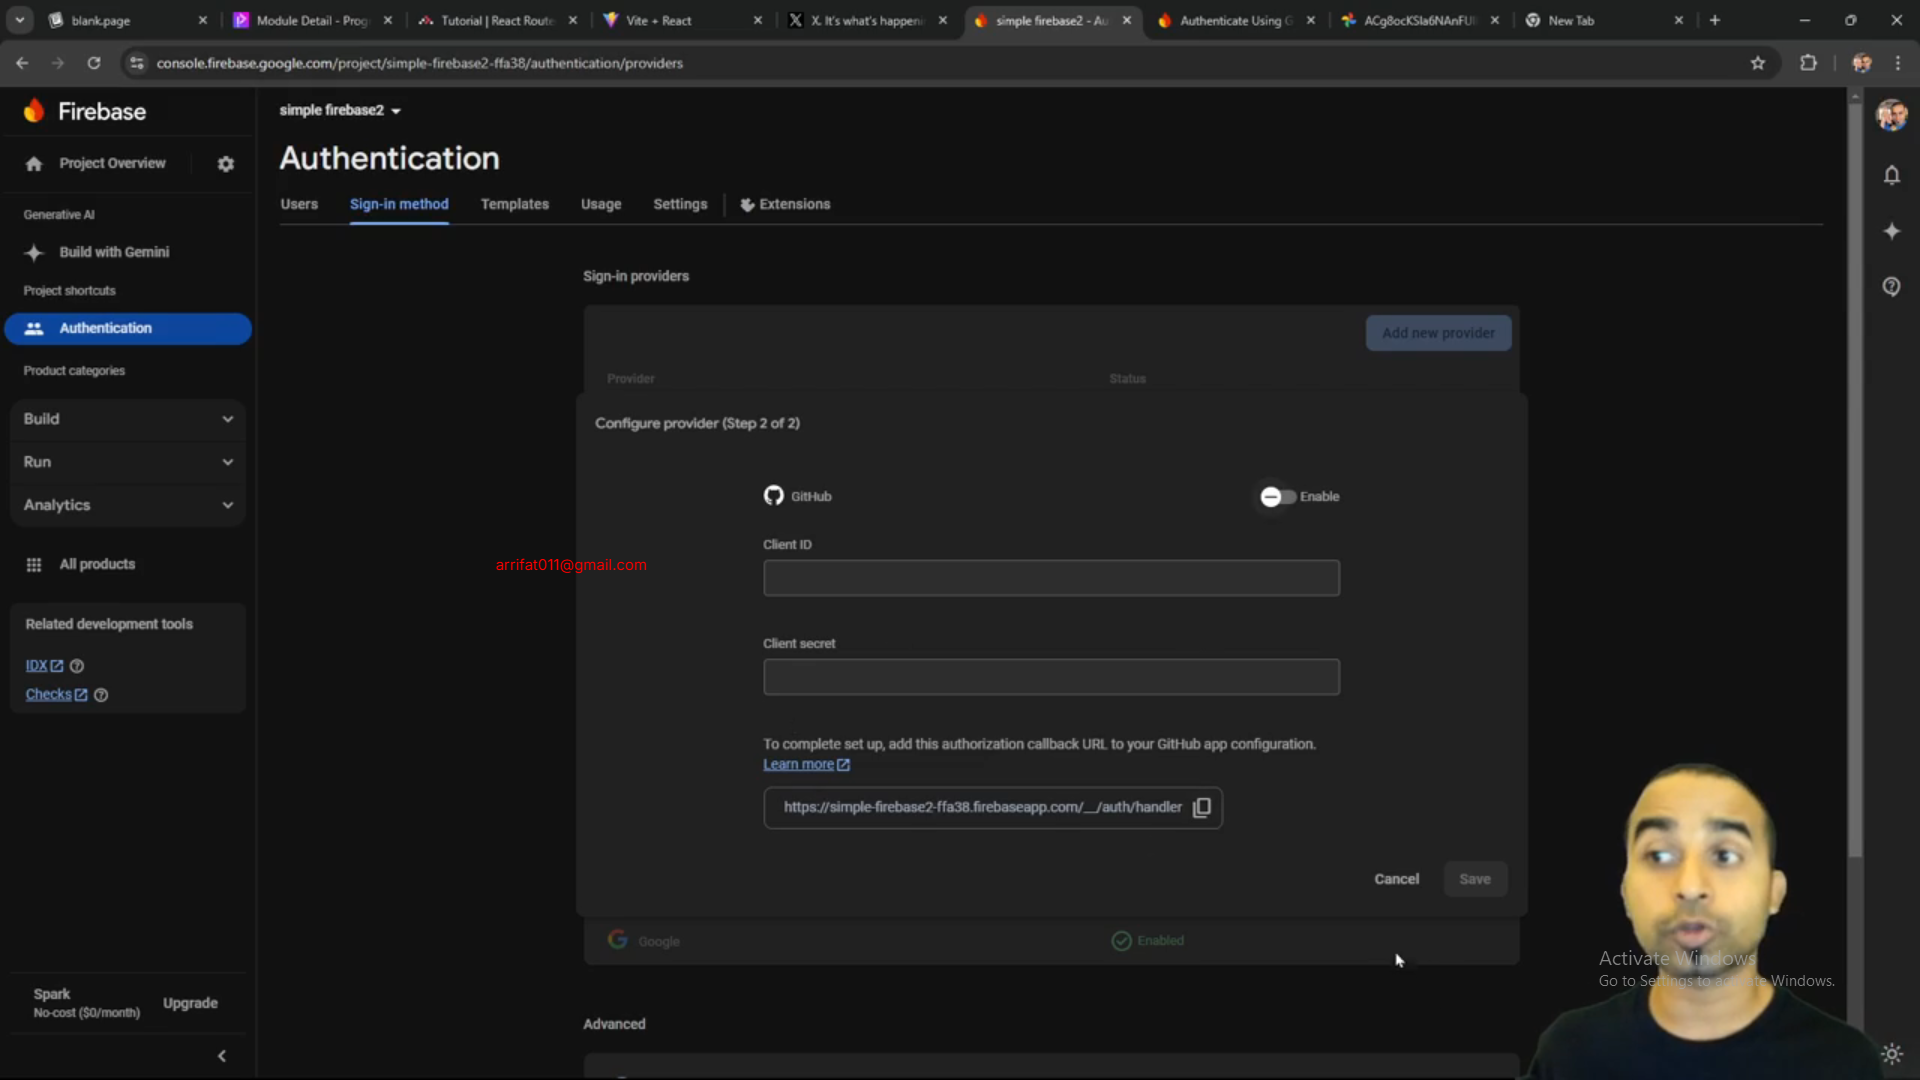 blank.page
Module Detail - Prog
Tutorial | React Route
Vite + React
X. It's what's happeni
simple firebase2 - Au
Authenticate Using G
ACg8ocKSla6NAnFUl
New Tab
console.firebase.google.com/project/simple-firebase2-ffa38/authentication/providers
Firebase
simple firebase2
Project Overview
Authentication
Users
Sign-in method
Templates
Usage
Settings
Extensions
Generative AI
Build with Gemini
Project shortcuts
Authentication
Product categories
Build
Run
Analytics
All products
Related development tools
IDX
Checks
Spark
No-cost ($0/month)
Upgrade
Sign-in providers
Add new provider
Provider
Status
Configure provider (Step 2 of 2)
GitHub
Enable
Client ID
arrifat011@gmail.com
Client secret
To complete set up, add this authorization callback URL to your GitHub app configuration.
Learn more
https://simple-firebase2-ffa38.firebaseapp.com/__/auth/handler
Cancel
Save
Google
Enabled
Advanced
Activate Windows
Go to Settings to activate Windows.